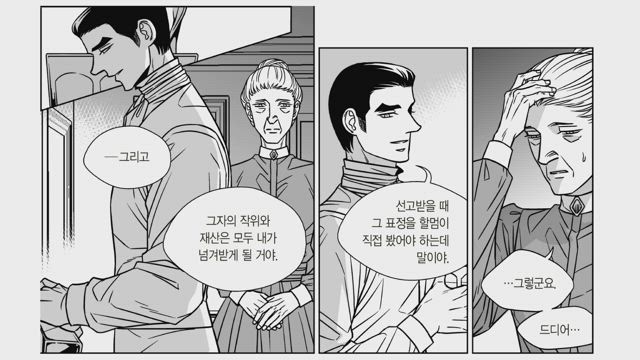 —그리고
그자의 작위와
재산은 모두 내가
넘겨받게 될 거야.
선고받을 때
그 표정을 할멈이
직접 봤어야 하는데
말이야.
…그렇군요.
드디어…